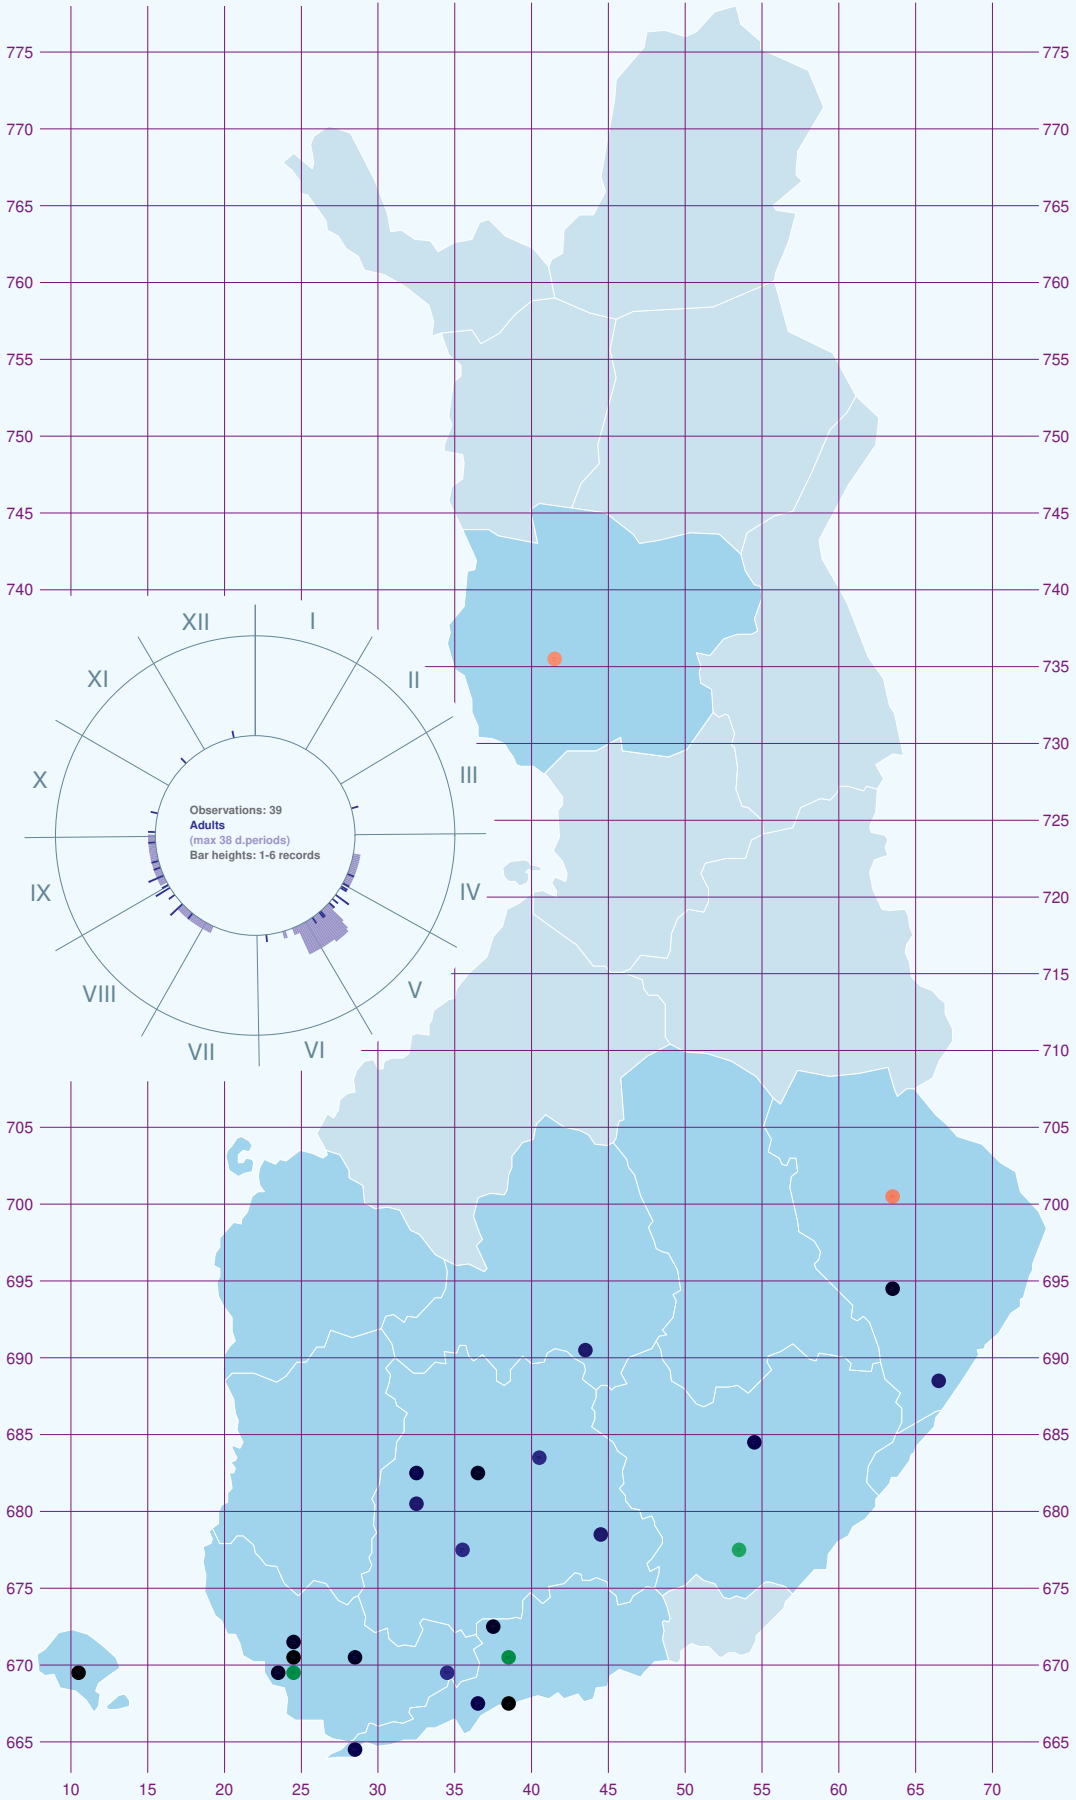 775 775
770 770
765 765
760 760
755 755
750 750
745 745
740 740
XII I
XI II
735
X III
730
Observations: 39
Adults
(max 38 d.periods)
Bar heights: 1-6 records
725
IX IV
720
VIII V
715
VII VI
710
705 705
700 700
695 695
690 690
685 685
680 680
675 675
670 670
665 665
10 15 20 25 30 35 40 45 50 55 60 65 70